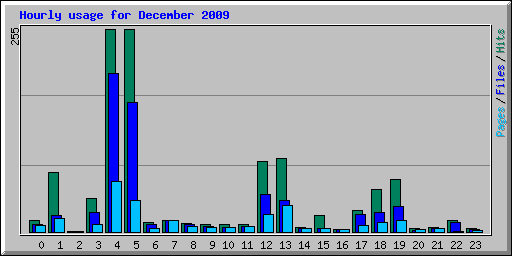 Hourly usage for December 2009
255
Pages / Files / Hits
0 1 2 3 4 5 6 7 8 9 10 11 12 13 14 15 16 17 18 19 20 21 22 23